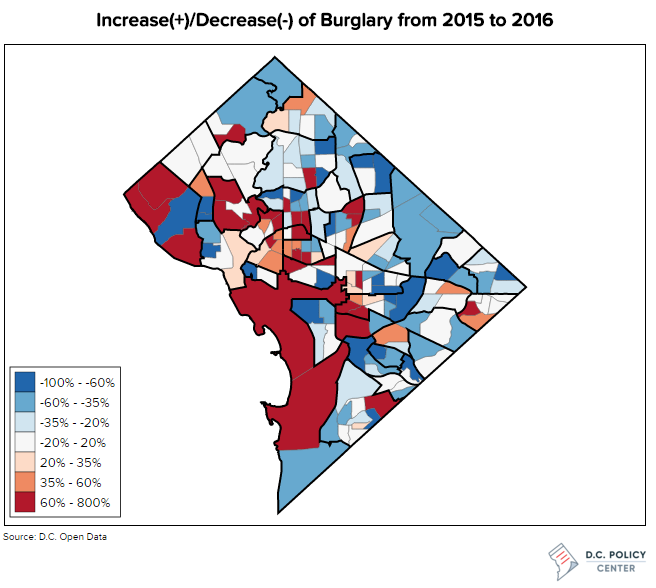 Increase(+)/Decrease(-) of Burglary from 2015 to 2016
-100% - -60%
-60% - -35%
-35% - -20%
-20% - 20%
20% - 35%
35% - 60%
60% - 800%
Source: D.C. Open Data
D.C. POLICY
CENTER